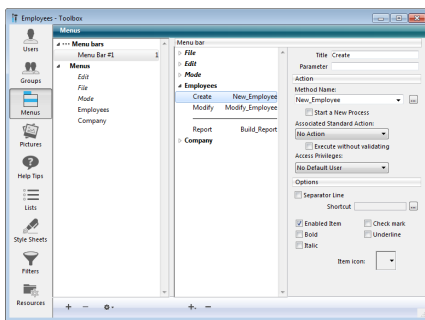 Employees - Toolbox
Menus
Users
Groups
Menus
Pictures
Help Tips
Lists
Style Sheets
Filters
Resources
Menu bars
Menu Bar #1 1
Menus
Edit
File
Mode
Employees
Company
Menu bar
File
Edit
Mode
Employees
Create New_Employee
Modify Modify_Employee
Report Build_Report
Company
Title Create
Parameter
Action
Method Name:
New_Employee
Start a New Process
Associated Standard Action:
No Action
Execute without validating
Access Privileges:
No Default User
Options
Separator Line
Shortcut
Enabled Item Check mark
Bold Underline
Italic
Item icon: